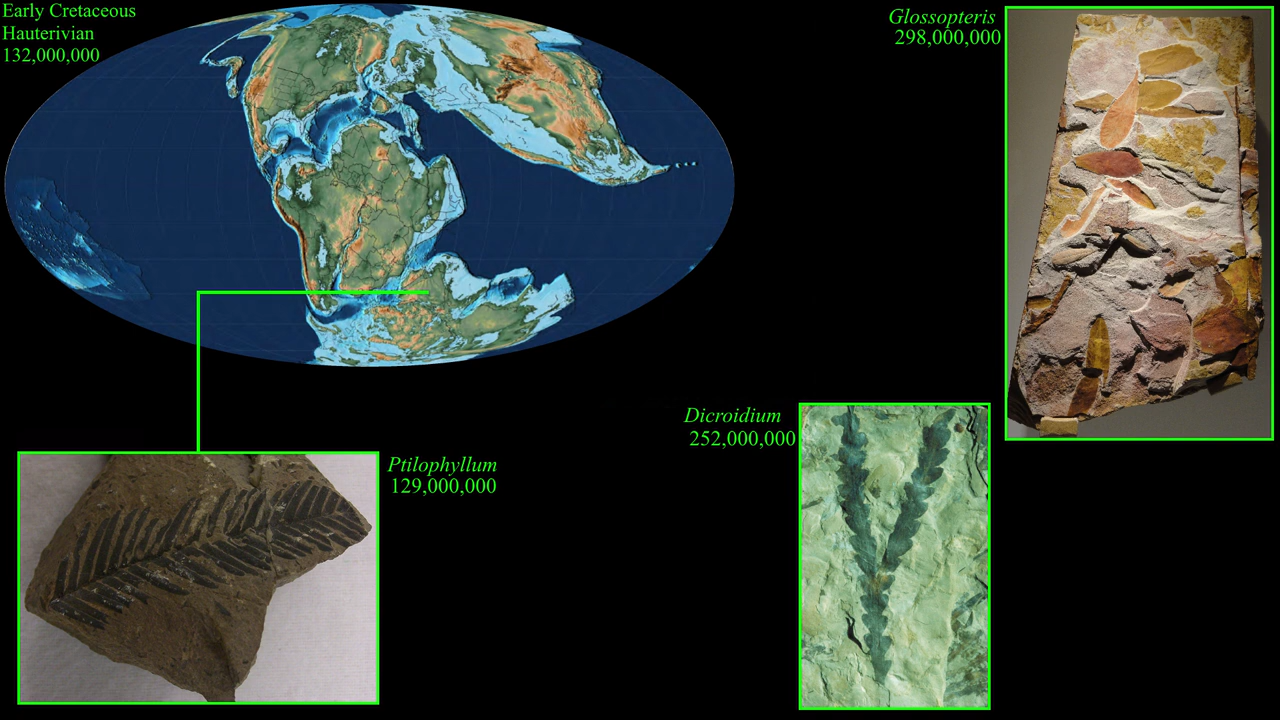 Early Cretaceous
Hauterivian
132,000,000
Glossopteris
298,000,000
Dicroidium
252,000,000
Ptilophyllum
129,000,000